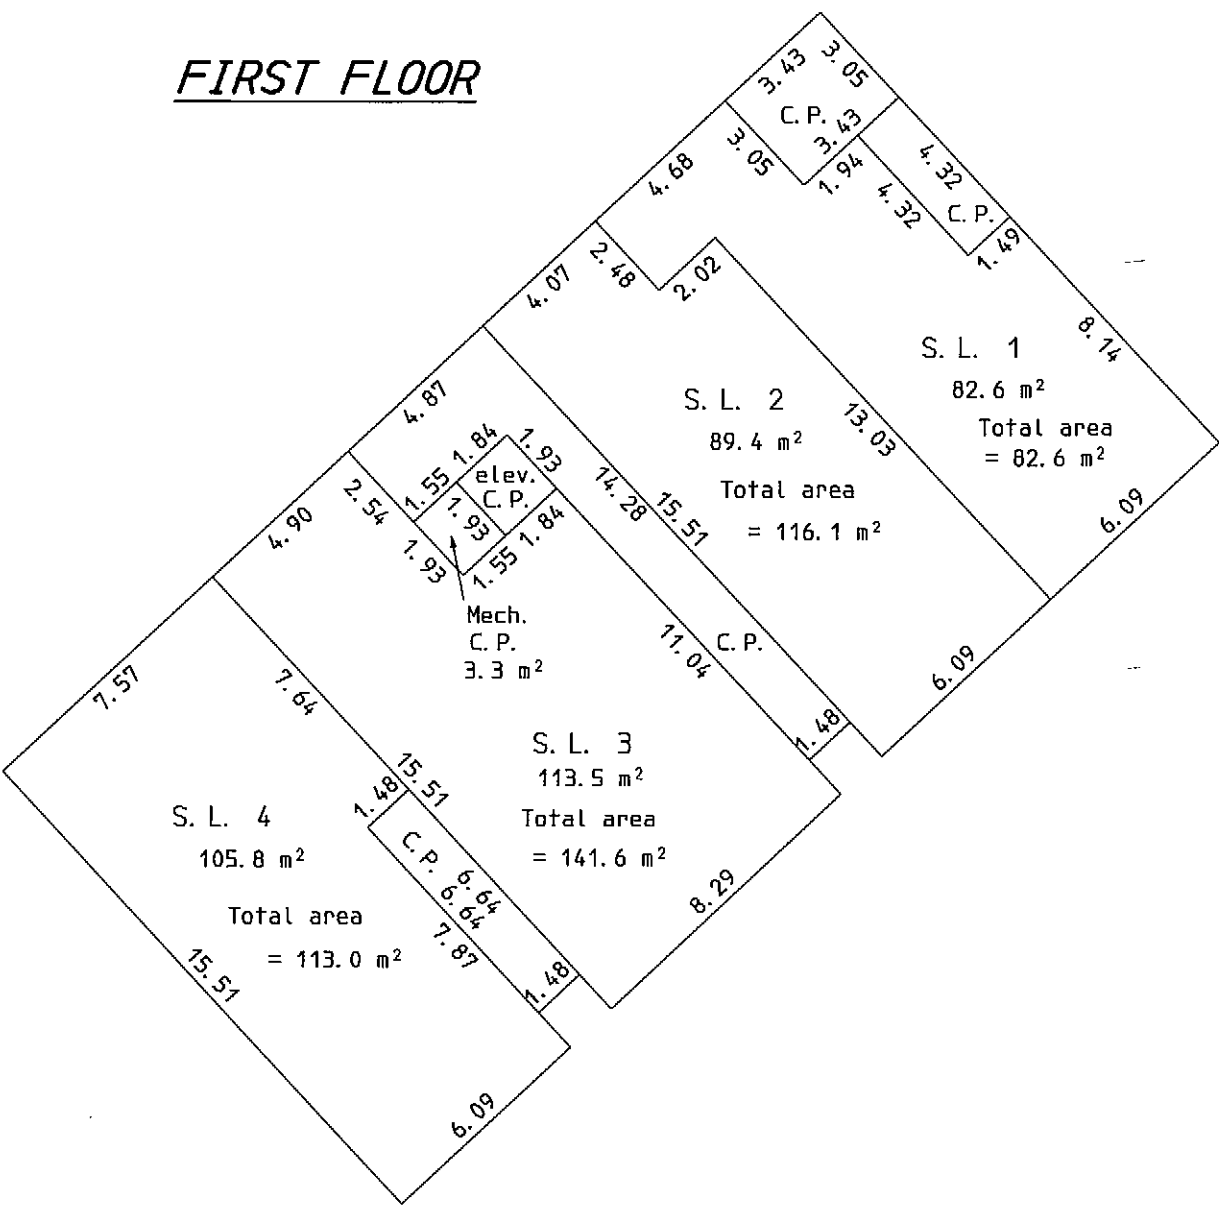 FIRST FLOOR
3.43
3.05
C.P.
3.43
3.05
1.94
4.32
4.32
C.P.
1.49
4.68
2.48
2.02
4.07
8.14
S.L. 1
82.6 m²
Total area
= 82.6 m²
6.09
S.L. 2
89.4 m²
Total area
= 116.1 m²
13.03
15.51
6.09
4.87
14.28
C.P.
1.48
1.55
1.84
1.93
elev.
C.P.
1.93
1.93
1.55
1.84
Mech.
C.P.
3.3 m²
4.90
2.54
11.04
S.L. 3
113.5 m²
Total area
= 141.6 m²
15.51
8.29
7.57
7.64
1.48
C.P.
6.64
6.64
7.87
1.48
S.L. 4
105.8 m²
Total area
= 113.0 m²
15.51
6.09